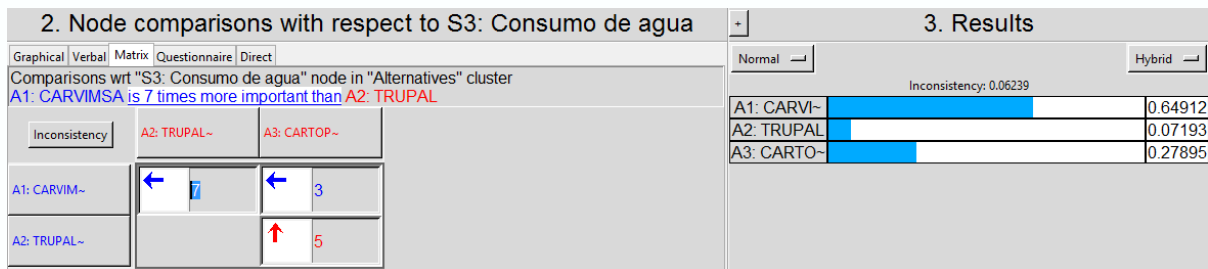 2. Node comparisons with respect to S3: Consumo de agua
Graphical Verbal Matrix Questionnaire Direct
Comparisons wrt "S3: Consumo de agua" node in "Alternatives" cluster
A1: CARVIMSA is 7 times more important than A2: TRUPAL
Inconsistency A2: TRUPAL~ A3: CARTOP~
A1: CARVIM~ 7 3
A2: TRUPAL~ 5
+ 3. Results
Normal Hybrid
Inconsistency: 0.06239
A1: CARVI~ 0.64912
A2: TRUPAL 0.07193
A3: CARTO~ 0.27895